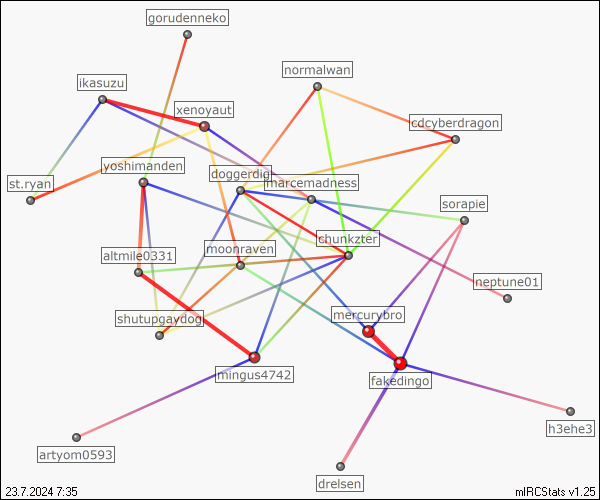 gorudenneko
normalwan
ikasuzu
xenoyaut
cdcyberdragon
yoshimanden
doggerdig
marcemadness
st.ryan
sorapie
chunkzter
moonraven
altmile0331
neptune01
mercurybro
shutupgaydog
mingus4742
fakedingo
h3ehe3
artyom0593
drelsen
23.7.2024 7:35
mIRCStats v1.25